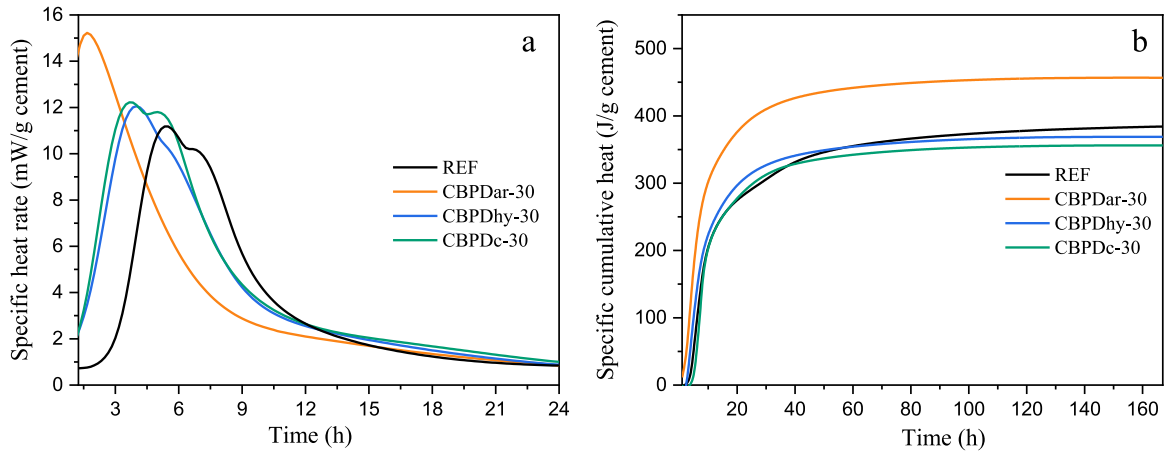 a
Specific heat rate (mW/g cement)
16
14
12
10
8
6
4
2
0
3 6 9 12 15 18 21 24
Time (h)
REF
CBPDar-30
CBPDhy-30
CBPDc-30
b
Specific cumulative heat (J/g cement)
500
400
300
200
100
0
20 40 60 80 100 120 140 160
Time (h)
REF
CBPDar-30
CBPDhy-30
CBPDc-30